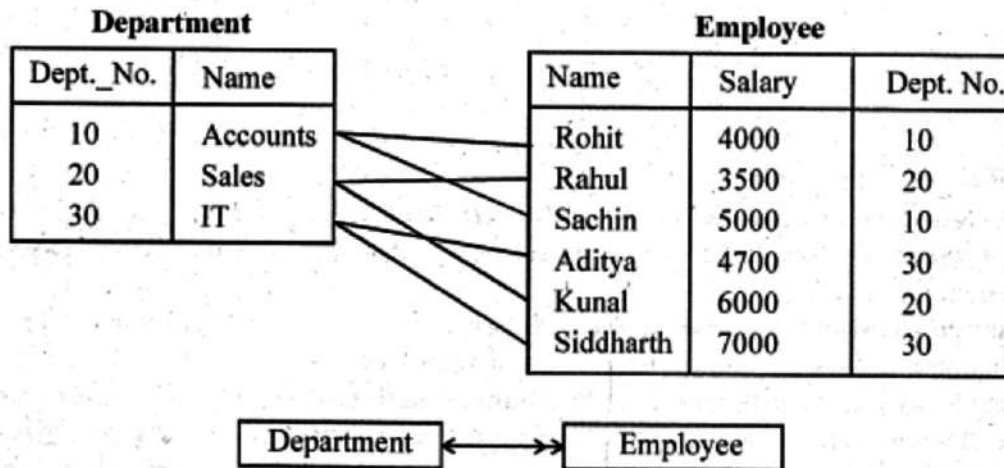 Department
Dept._No. Name
10 Accounts
20 Sales
30 IT
Employee
Name Salary Dept. No.
Rohit 4000 10
Rahul 3500 20
Sachin 5000 10
Aditya 4700 30
Kunal 6000 20
Siddharth 7000 30
Department Employee